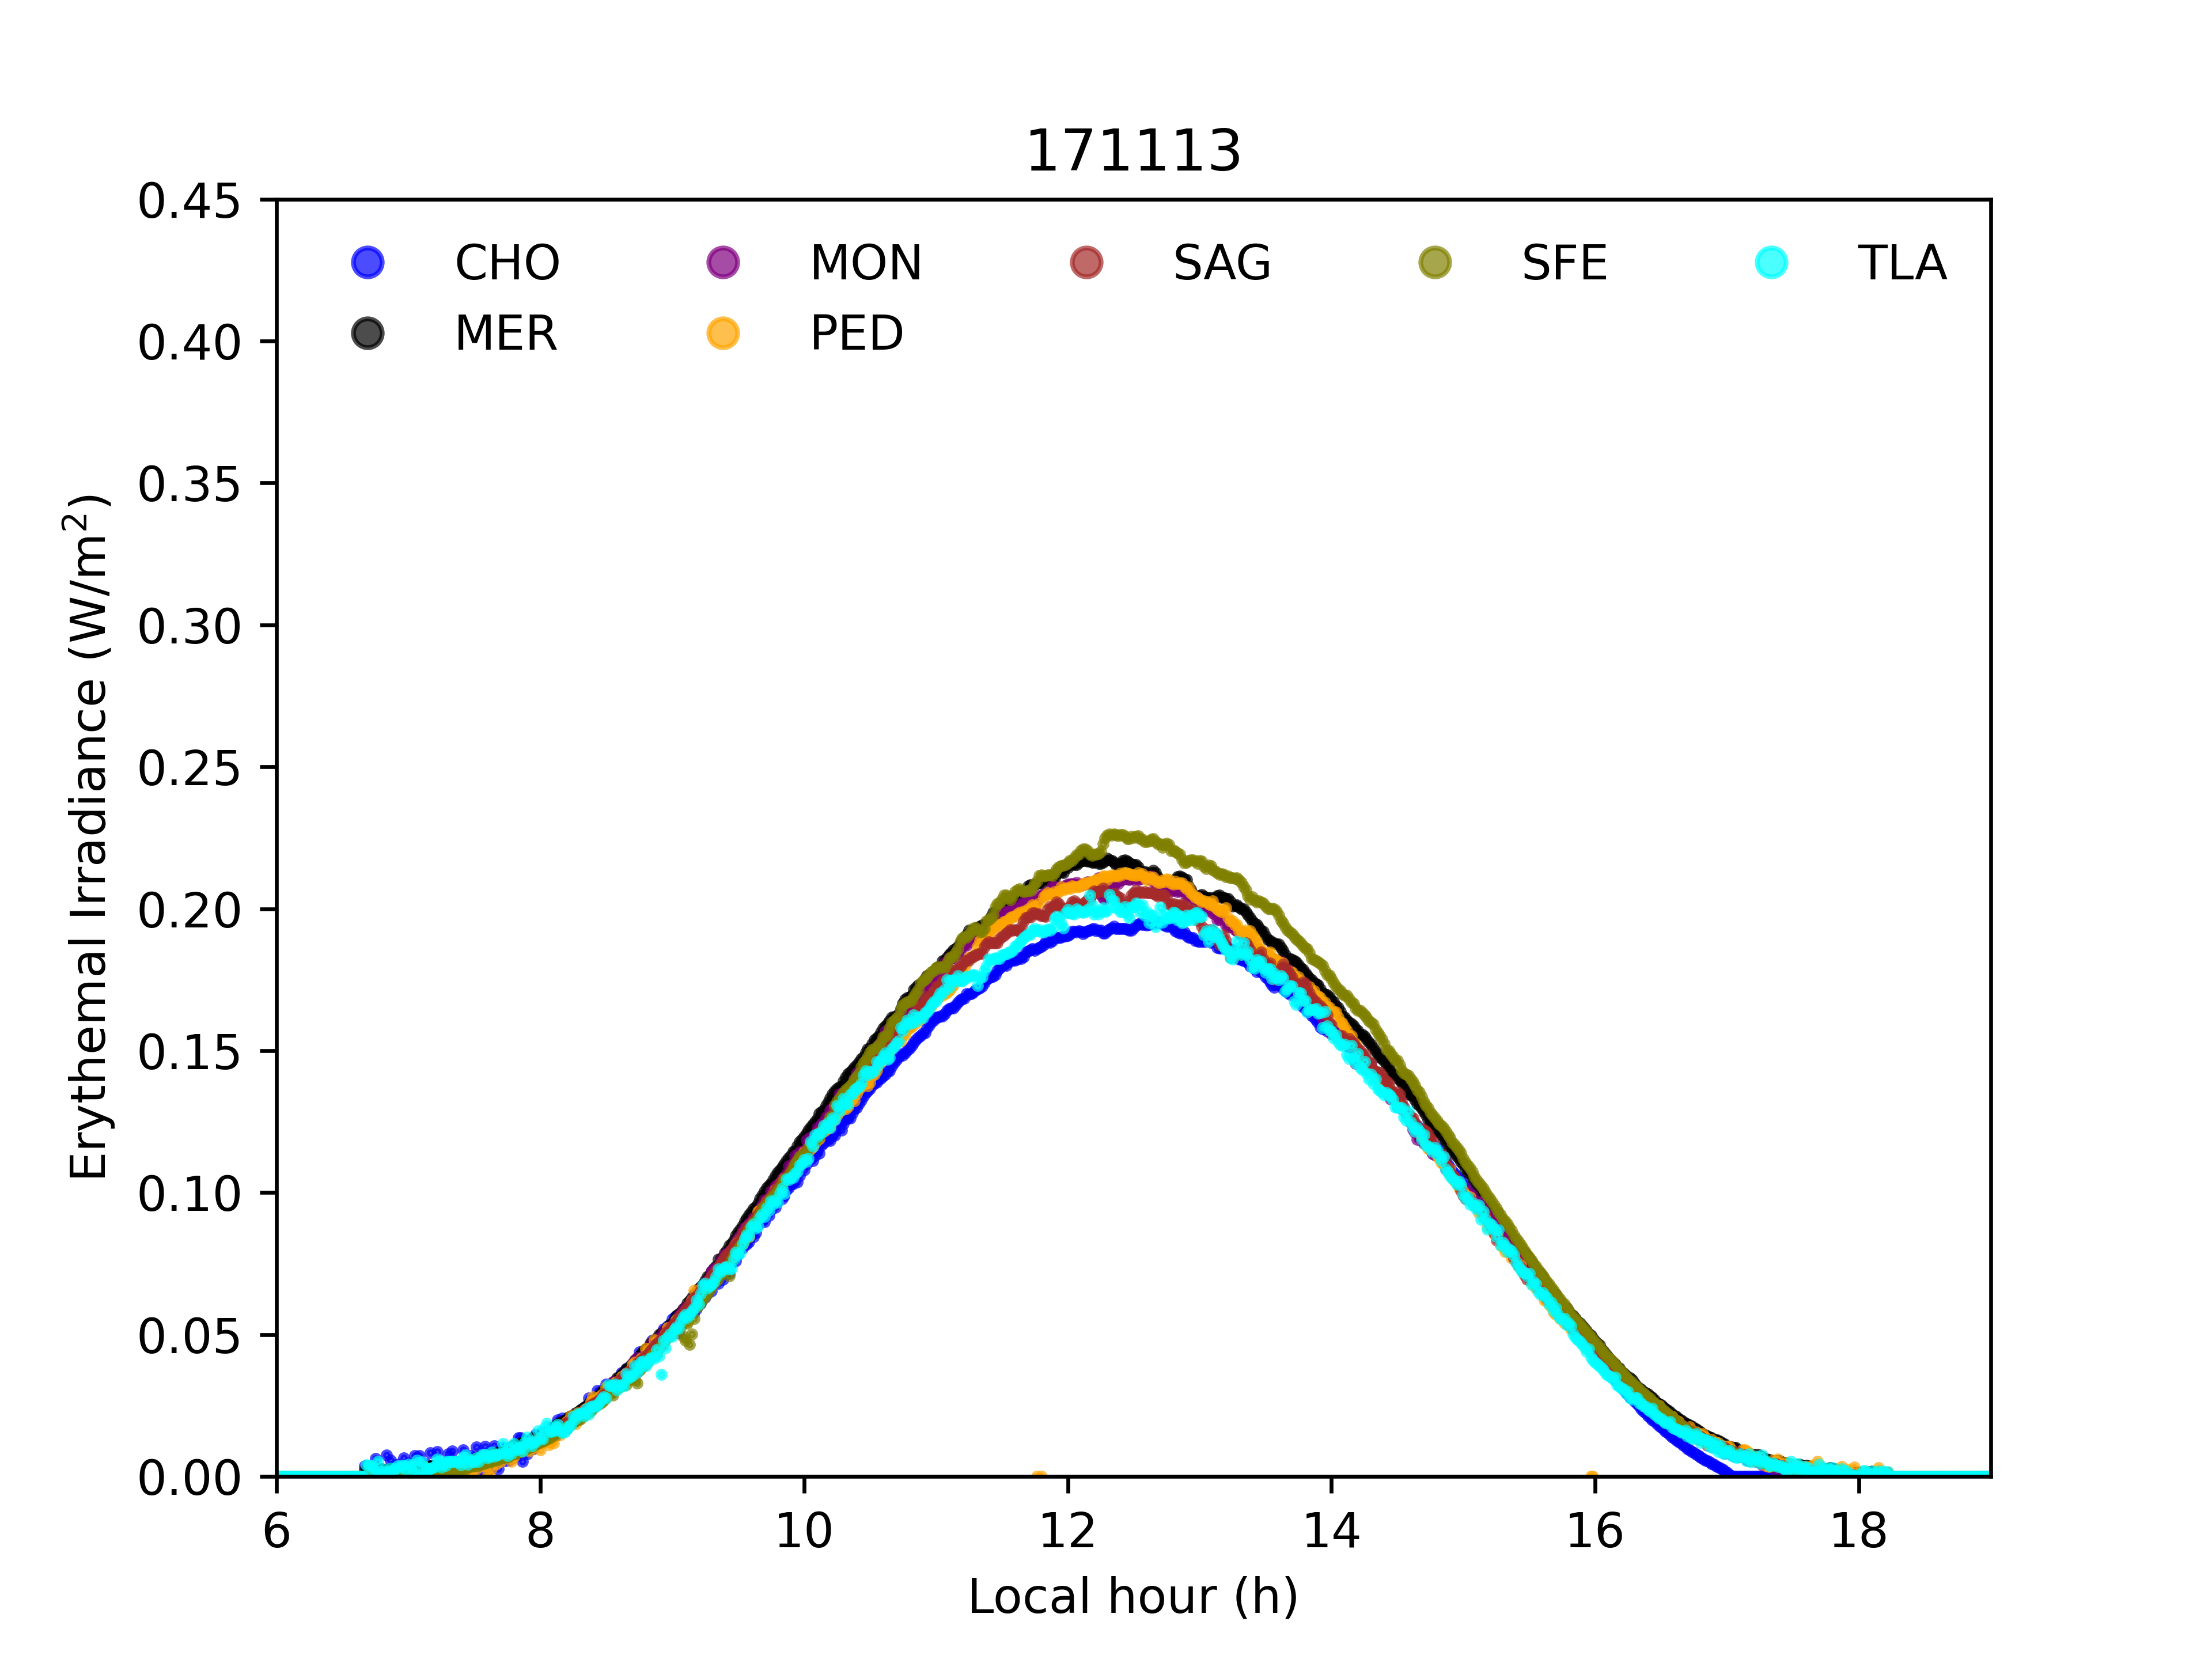 171113
0.45
0.40
0.35
0.30
0.25
0.20
0.15
0.10
0.05
0.00
Erythemal Irradiance (W/m²)
CHO MON SAG SFE TLA
MER PED
6 8 10 12 14 16 18
Local hour (h)